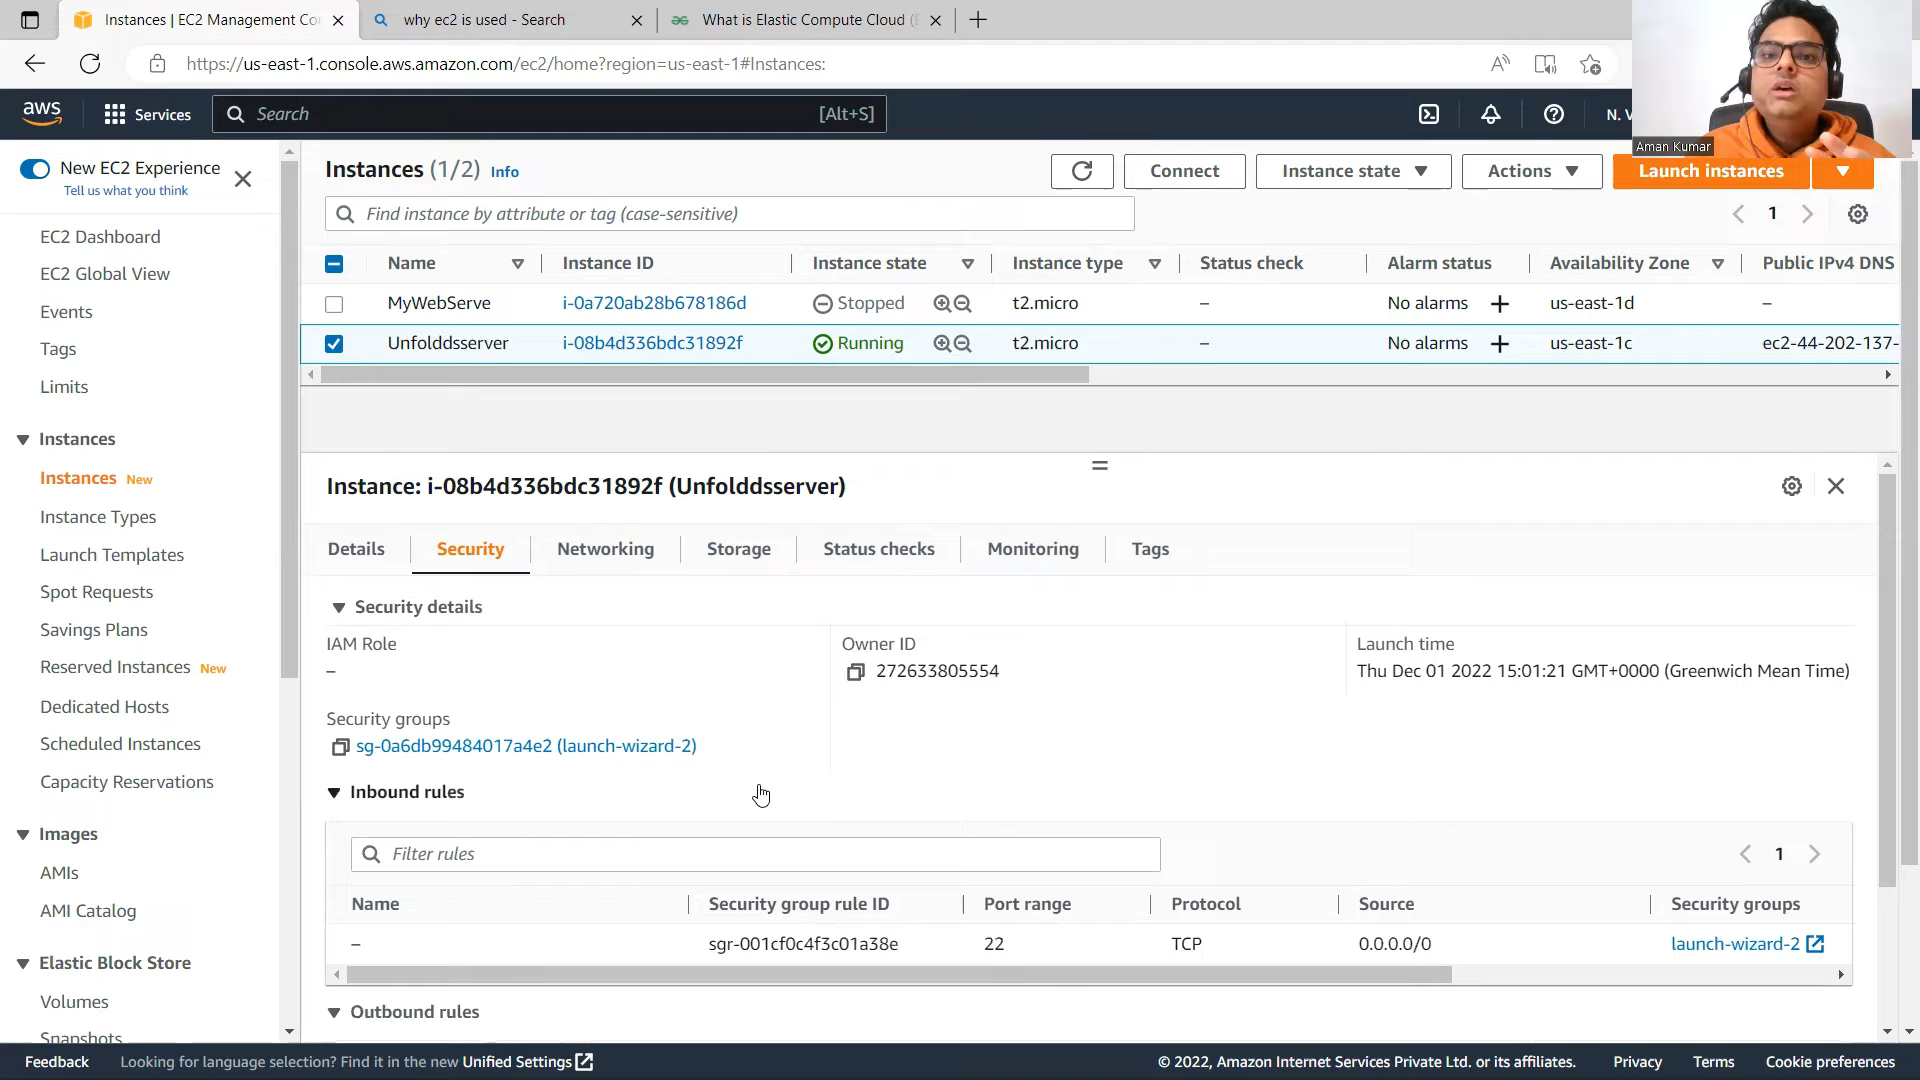 Instances | EC2 Management Co
why ec2 is used - Search
What is Elastic Compute Cloud (
https://us-east-1.console.aws.amazon.com/ec2/home?region=us-east-1#Instances:
aws
Services
Search
[Alt+S]
N. V
Aman Kumar
New EC2 Experience
Tell us what you think
EC2 Dashboard
EC2 Global View
Events
Tags
Limits
Instances
Instances New
Instance Types
Launch Templates
Spot Requests
Savings Plans
Reserved Instances New
Dedicated Hosts
Scheduled Instances
Capacity Reservations
Images
AMIs
AMI Catalog
Elastic Block Store
Volumes
Snapshots
Instances (1/2) Info
Connect
Instance state
Actions
Launch instances
Find instance by attribute or tag (case-sensitive)
1
Name Instance ID Instance state Instance type Status check Alarm status Availability Zone Public IPv4 DNS
MyWebServe i-0a720ab28b678186d Stopped t2.micro – No alarms + us-east-1d –
Unfolddsserver i-08b4d336bdc31892f Running t2.micro – No alarms + us-east-1c ec2-44-202-137-
Instance: i-08b4d336bdc31892f (Unfolddsserver)
Details Security Networking Storage Status checks Monitoring Tags
Security details
IAM Role Owner ID Launch time
– 272633805554 Thu Dec 01 2022 15:01:21 GMT+0000 (Greenwich Mean Time)
Security groups
sg-0a6db99484017a4e2 (launch-wizard-2)
Inbound rules
Filter rules
1
Name Security group rule ID Port range Protocol Source Security groups
– sgr-001cf0c4f3c01a38e 22 TCP 0.0.0.0/0 launch-wizard-2
Outbound rules
Feedback Looking for language selection? Find it in the new Unified Settings © 2022, Amazon Internet Services Private Ltd. or its affiliates. Privacy Terms Cookie preferences